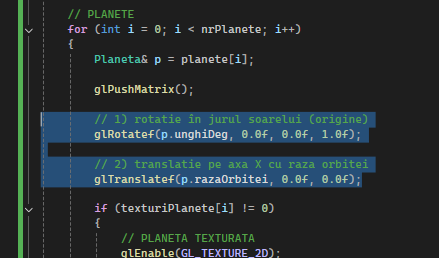 // PLANETE
for (int i = 0; i < nrPlanete; i++)
{
Planeta& p = planete[i];
glPushMatrix();
// 1) rotatie în jurul soarelui (origine)
glRotatef(p.unghiDeg, 0.0f, 0.0f, 1.0f);
// 2) translatie pe axa X cu raza orbitei
glTranslatef(p.razaOrbitei, 0.0f, 0.0f);
if (texturiPlanete[i] != 0)
{
// PLANETA TEXTURATA
glEnable(GL_TEXTURE_2D);